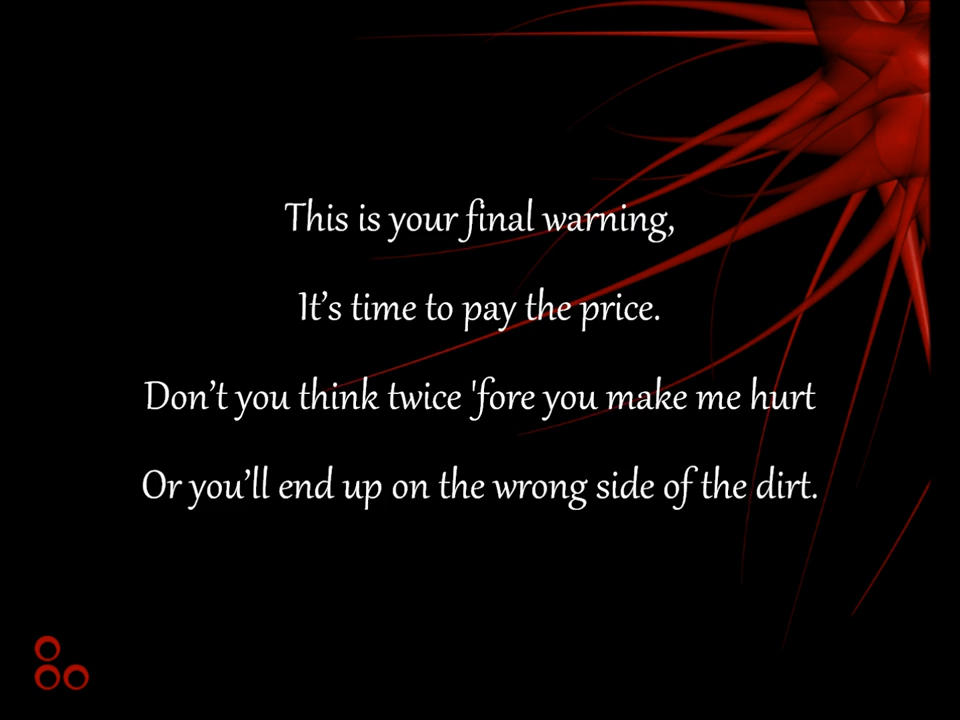 This is your final warning,
It’s time to pay the price.
Don’t you think twice 'fore you make me hurt
Or you’ll end up on the wrong side of the dirt.